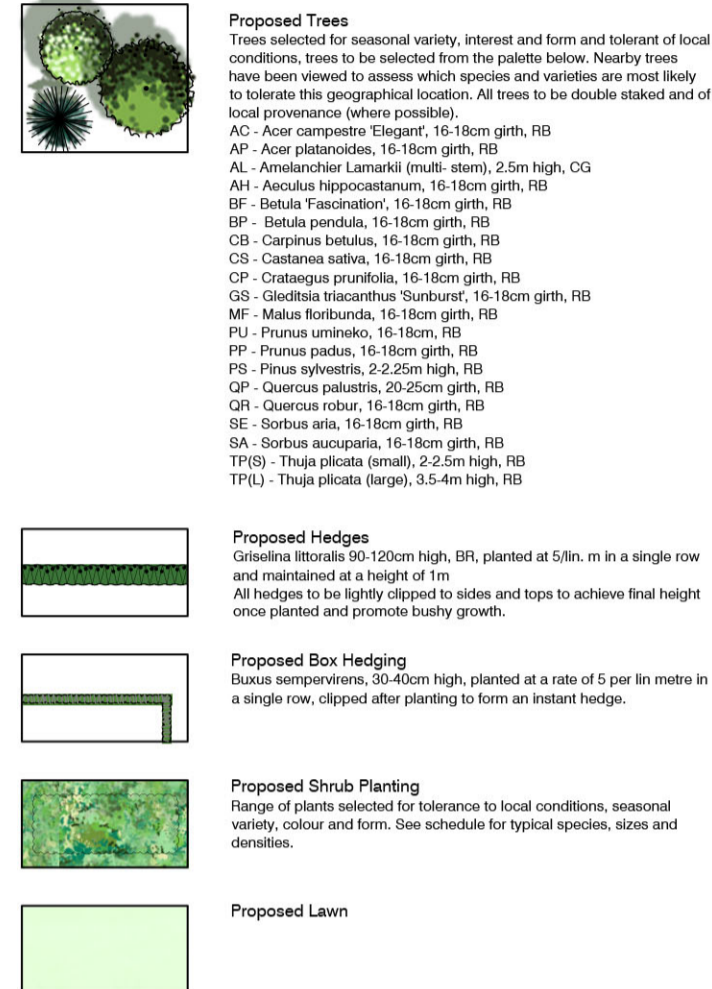 Proposed Trees
Trees selected for seasonal variety, interest and form and tolerant of local
conditions, trees to be selected from the palette below. Nearby trees
have been viewed to assess which species and varieties are most likely
to tolerate this geographical location. All trees to be double staked and of
local provenance (where possible).
AC - Acer campestre 'Elegant', 16-18cm girth, RB
AP - Acer platanoides, 16-18cm girth, RB
AL - Amelanchier Lamarkii (multi- stem), 2.5m high, CG
AH - Aeculus hippocastanum, 16-18cm girth, RB
BF - Betula 'Fascination', 16-18cm girth, RB
BP - Betula pendula, 16-18cm girth, RB
CB - Carpinus betulus, 16-18cm girth, RB
CS - Castanea sativa, 16-18cm girth, RB
CP - Crataegus prunifolia, 16-18cm girth, RB
GS - Gleditsia triacanthus 'Sunburst', 16-18cm girth, RB
MF - Malus floribunda, 16-18cm girth, RB
PU - Prunus umineko, 16-18cm, RB
PP - Prunus padus, 16-18cm girth, RB
PS - Pinus sylvestris, 2-2.25m high, RB
QP - Quercus palustris, 20-25cm girth, RB
QR - Quercus robur, 16-18cm girth, RB
SE - Sorbus aria, 16-18cm girth, RB
SA - Sorbus aucuparia, 16-18cm girth, RB
TP(S) - Thuja plicata (small), 2-2.5m high, RB
TP(L) - Thuja plicata (large), 3.5-4m high, RB
Proposed Hedges
Griselina littoralis 90-120cm high, BR, planted at 5/lin. m in a single row
and maintained at a height of 1m
All hedges to be lightly clipped to sides and tops to achieve final height
once planted and promote bushy growth.
Proposed Box Hedging
Buxus sempervirens, 30-40cm high, planted at a rate of 5 per lin metre in
a single row, clipped after planting to form an instant hedge.
Proposed Shrub Planting
Range of plants selected for tolerance to local conditions, seasonal
variety, colour and form. See schedule for typical species, sizes and
densities.
Proposed Lawn